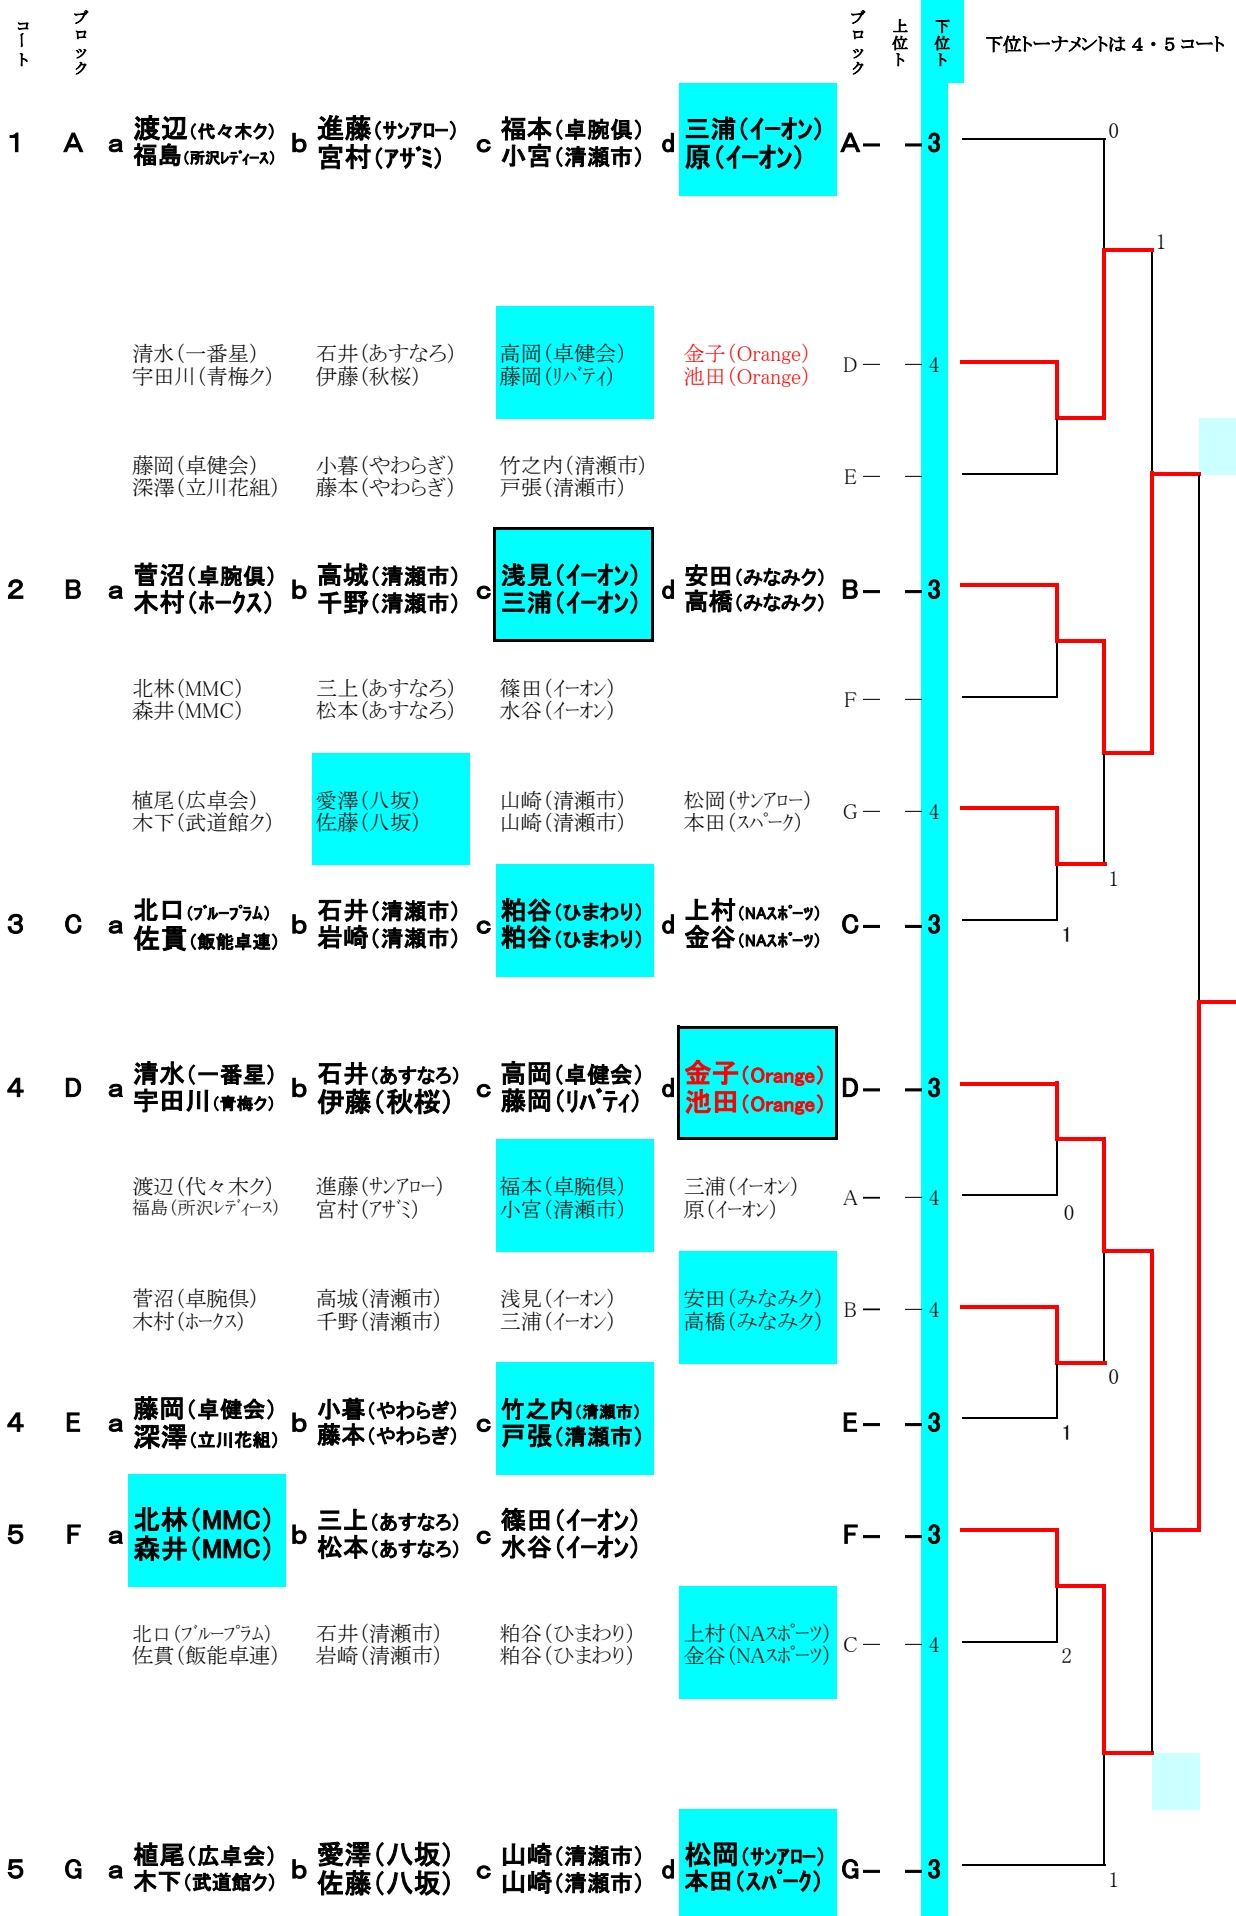 コート ブロック ブロック 上位ト 下位ト 下位トーナメントは 4・5コート
1 A a 渡辺(代々木ク) b 進藤(サンアロー) c 福本(卓腕倶) d 三浦(イーオン) A— —3 0
福島(所沢レディース) 宮村(アザミ) 小宮(清瀬市) 原(イーオン)
1
清水(一番星) 石井(あすなろ) 高岡(卓健会) 金子(Orange) D— —4
宇田川(青梅ク) 伊藤(秋桜) 藤岡(リバティ) 池田(Orange)
藤岡(卓健会) 小暮(やわらぎ) 竹之内(清瀬市) E— —
深澤(立川花組) 藤本(やわらぎ) 戸張(清瀬市)
2 B a 菅沼(卓腕倶) b 高城(清瀬市) c 浅見(イーオン) d 安田(みなみク) B— —3
木村(ホークス) 千野(清瀬市) 三浦(イーオン) 高橋(みなみク)
北林(MMC) 三上(あすなろ) 篠田(イーオン) F— —
森井(MMC) 松本(あすなろ) 水谷(イーオン)
植尾(広卓会) 愛澤(八坂) 山崎(清瀬市) 松岡(サンアロー) G— —4
木下(武道館ク) 佐藤(八坂) 山崎(清瀬市) 本田(スパーク)
1
3 C a 北口(ブループラム) b 石井(清瀬市) c 粕谷(ひまわり) d 上村(NAスポーツ) C— —3 1
佐貫(飯能卓連) 岩崎(清瀬市) 粕谷(ひまわり) 金谷(NAスポーツ)
4 D a 清水(一番星) b 石井(あすなろ) c 高岡(卓健会) d 金子(Orange) D— —3
宇田川(青梅ク) 伊藤(秋桜) 藤岡(リバティ) 池田(Orange)
渡辺(代々木ク) 進藤(サンアロー) 福本(卓腕倶) 三浦(イーオン) A— —4 0
福島(所沢レディース) 宮村(アザミ) 小宮(清瀬市) 原(イーオン)
菅沼(卓腕倶) 高城(清瀬市) 浅見(イーオン) 安田(みなみク) B— —4
木村(ホークス) 千野(清瀬市) 三浦(イーオン) 高橋(みなみク)
0
4 E a 藤岡(卓健会) b 小暮(やわらぎ) c 竹之内(清瀬市) E— —3 1
深澤(立川花組) 藤本(やわらぎ) 戸張(清瀬市)
5 F a 北林(MMC) b 三上(あすなろ) c 篠田(イーオン) F— —3
森井(MMC) 松本(あすなろ) 水谷(イーオン)
北口(ブループラム) 石井(清瀬市) 粕谷(ひまわり) 上村(NAスポーツ) C— —4 2
佐貫(飯能卓連) 岩崎(清瀬市) 粕谷(ひまわり) 金谷(NAスポーツ)
5 G a 植尾(広卓会) b 愛澤(八坂) c 山崎(清瀬市) d 松岡(サンアロー) G— —3 1
木下(武道館ク) 佐藤(八坂) 山崎(清瀬市) 本田(スパーク)